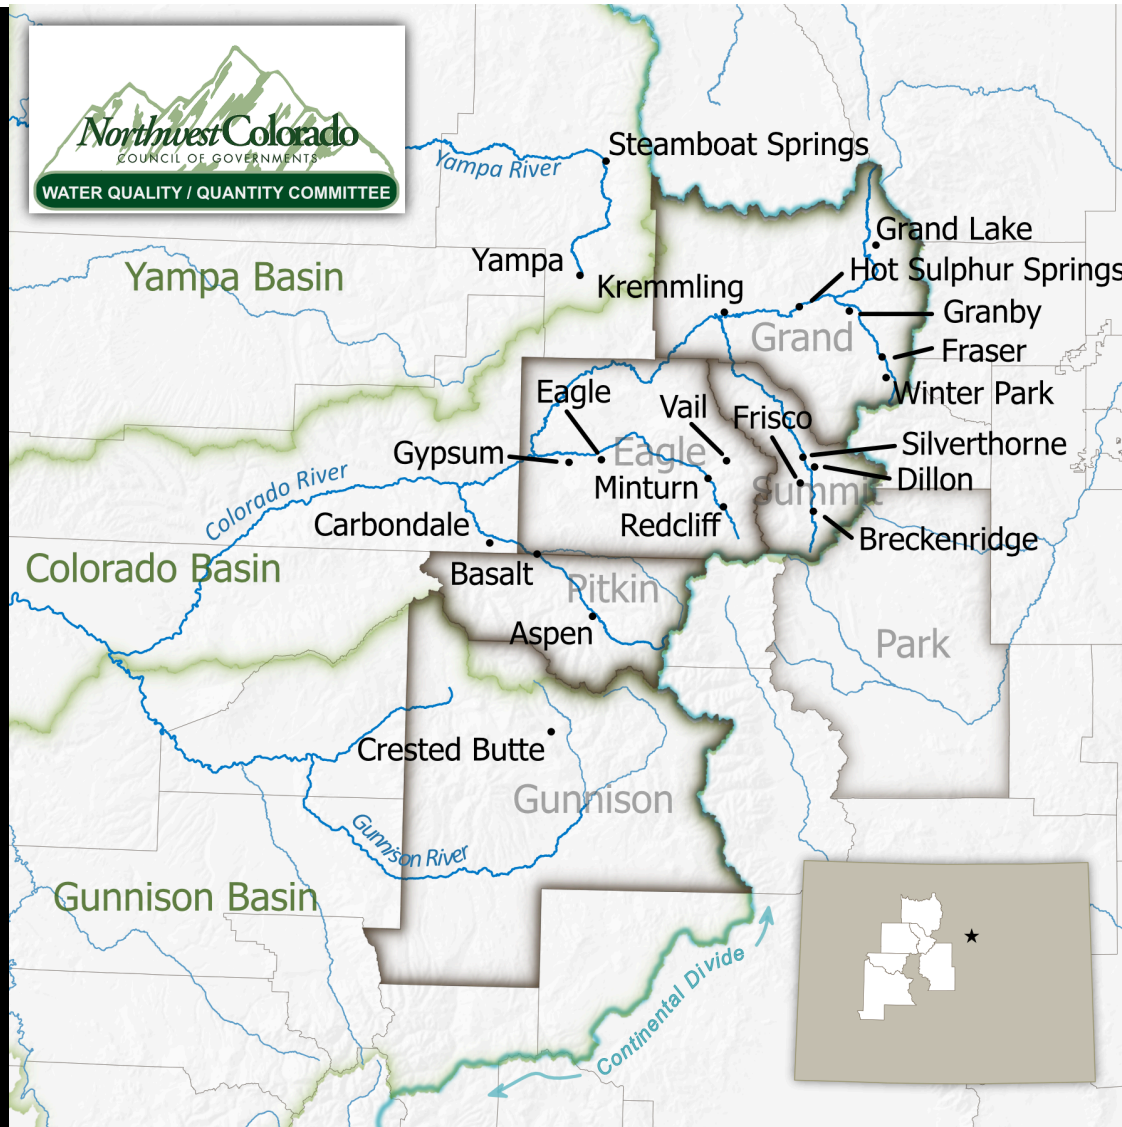 Northwest Colorado
COUNCIL OF GOVERNMENTS
WATER QUALITY / QUANTITY COMMITTEE
Steamboat Springs
Yampa River
Grand Lake
Yampa
Hot Sulphur Springs
Yampa Basin
Kremmling
Granby
Grand
Fraser
Eagle
Winter Park
Vail
Frisco
Silverthorne
Gypsum
Eagle
Dillon
Minturn
Summit
Colorado River
Carbondale
Redcliff
Breckenridge
Colorado Basin
Basalt
Pitkin
Aspen
Park
Crested Butte
Gunnison
Gunnison River
Gunnison Basin
Continental Divide